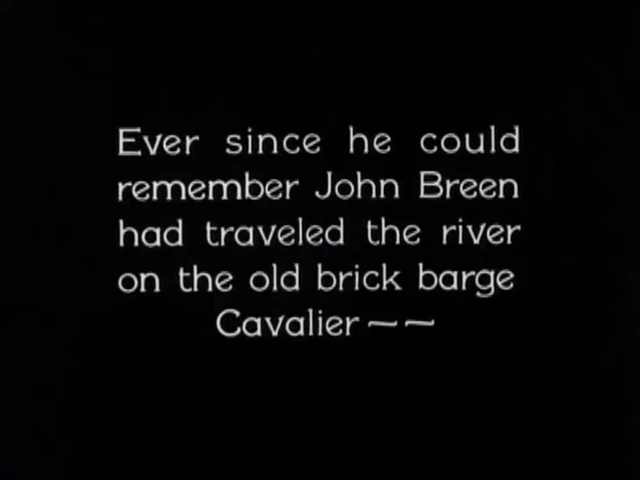 Ever since he could
remember John Breen
had traveled the river
on the old brick barge
Cavalier ~ ~